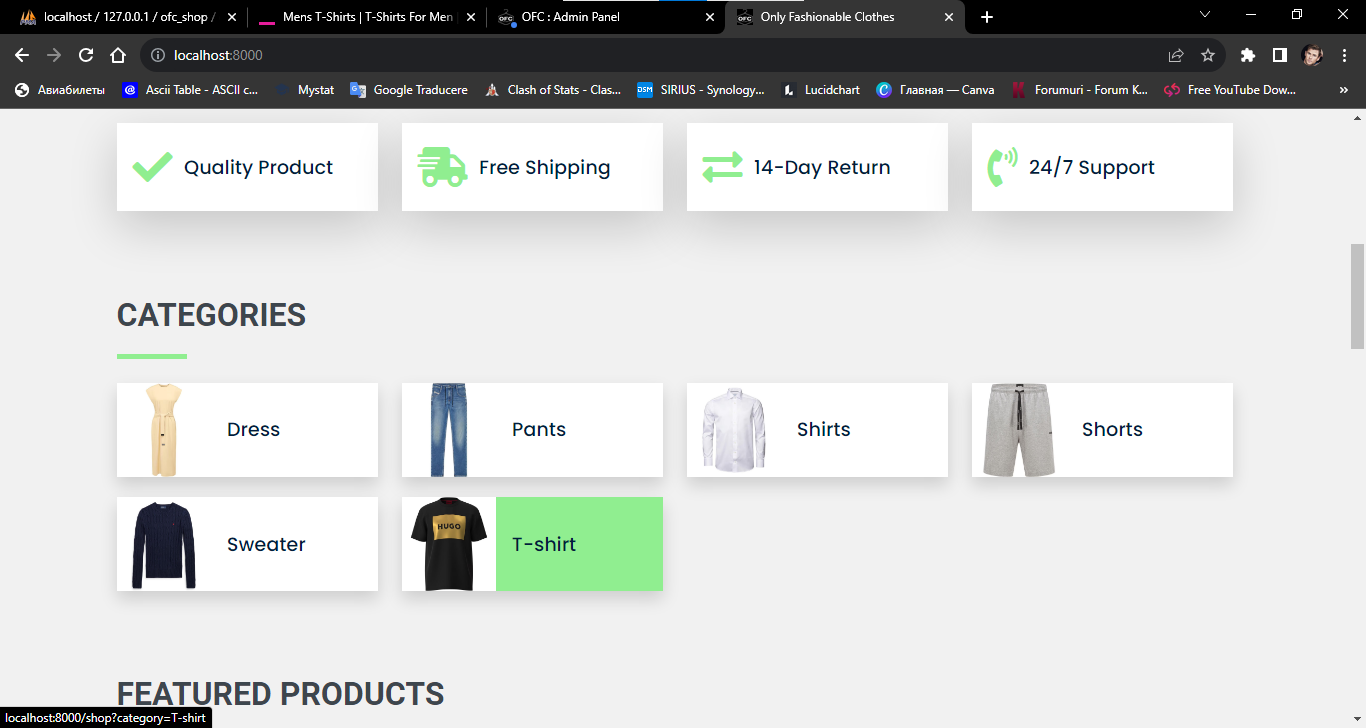 localhost / 127.0.0.1 / ofc_shop /
Mens T-Shirts | T-Shirts For Men
OFC : Admin Panel
Only Fashionable Clothes
localhost:8000
Авиабилеты
Ascii Table - ASCII c...
Mystat
Google Traducere
Clash of Stats - Clas...
DSM
SIRIUS - Synology...
Lucidchart
Главная — Canva
Forumuri - Forum K...
Free YouTube Dow...
»
Quality Product
Free Shipping
14-Day Return
24/7 Support
CATEGORIES
Dress
Pants
Shirts
Shorts
Sweater
HUGO
T-shirt
FEATURED PRODUCTS
localhost:8000/shop?category=T-shirt